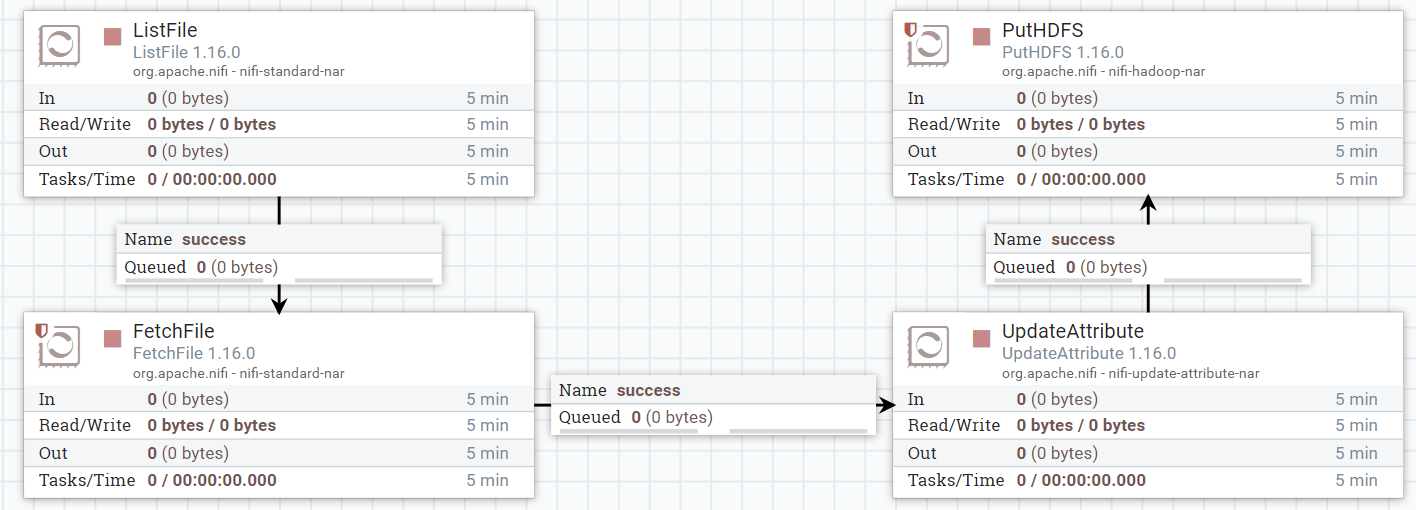 ListFile
ListFile 1.16.0
org.apache.nifi - nifi-standard-nar
In 0 (0 bytes) 5 min
Read/Write 0 bytes / 0 bytes 5 min
Out 0 (0 bytes) 5 min
Tasks/Time 0 / 00:00:00.000 5 min
Name success
Queued 0 (0 bytes)
FetchFile
FetchFile 1.16.0
org.apache.nifi - nifi-standard-nar
In 0 (0 bytes) 5 min
Read/Write 0 bytes / 0 bytes 5 min
Out 0 (0 bytes) 5 min
Tasks/Time 0 / 00:00:00.000 5 min
Name success
Queued 0 (0 bytes)
UpdateAttribute
UpdateAttribute 1.16.0
org.apache.nifi - nifi-update-attribute-nar
In 0 (0 bytes) 5 min
Read/Write 0 bytes / 0 bytes 5 min
Out 0 (0 bytes) 5 min
Tasks/Time 0 / 00:00:00.000 5 min
Name success
Queued 0 (0 bytes)
PutHDFS
PutHDFS 1.16.0
org.apache.nifi - nifi-hadoop-nar
In 0 (0 bytes) 5 min
Read/Write 0 bytes / 0 bytes 5 min
Out 0 (0 bytes) 5 min
Tasks/Time 0 / 00:00:00.000 5 min